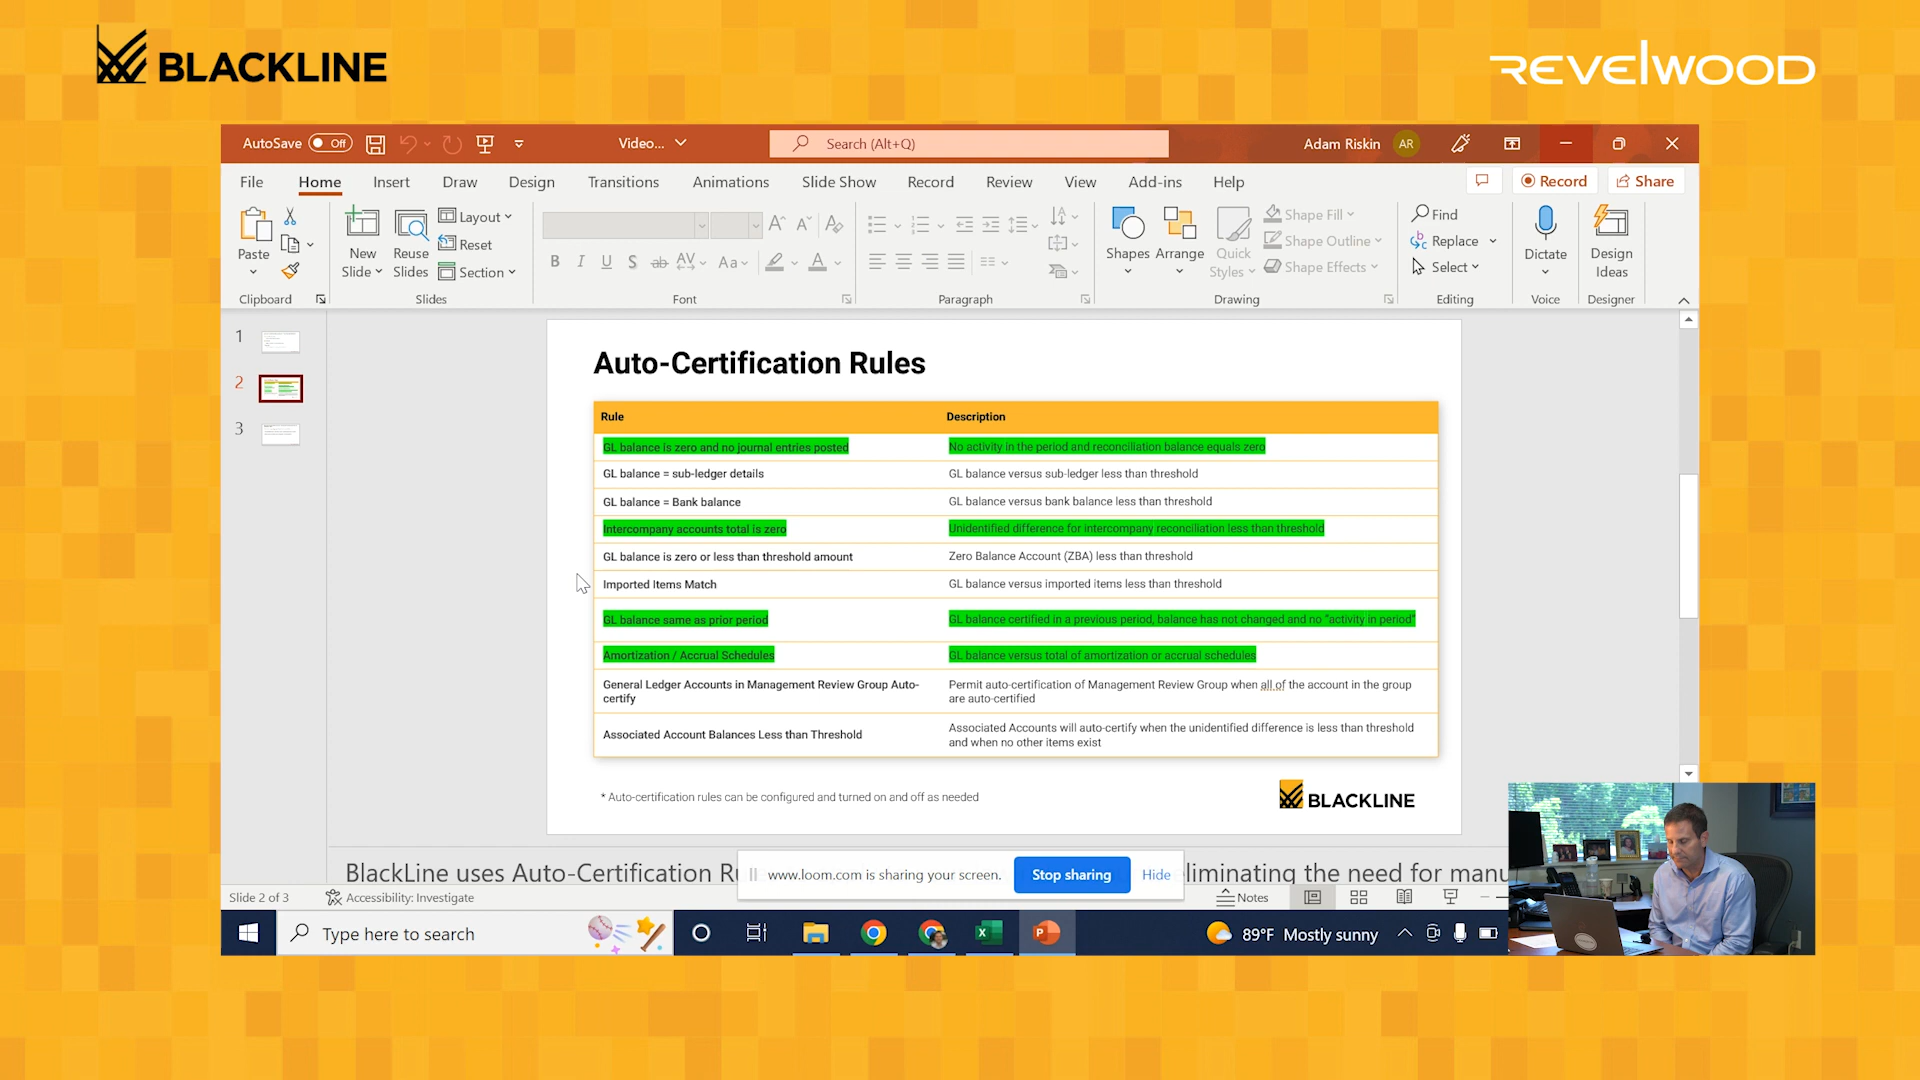 BLACKLINE
REVELWOOD
AutoSave Off
Video...
Search (Alt+Q)
Adam Riskin AR
File Home Insert Draw Design Transitions Animations Slide Show Record Review View Add-ins Help
Record Share
Paste
New Slide
Reuse Slides
Layout
Reset
Section
B I U S ab AV Aa A
Shapes Arrange
Quick Styles
Shape Fill
Shape Outline
Shape Effects
Find
Replace
Select
Dictate
Design Ideas
Clipboard Slides Font Paragraph Drawing Editing Voice Designer
1
2
3
Auto-Certification Rules
Rule Description
GL balance is zero and no journal entries posted No activity in the period and reconciliation balance equals zero
GL balance = sub-ledger details GL balance versus sub-ledger less than threshold
GL balance = Bank balance GL balance versus bank balance less than threshold
Intercompany accounts total is zero Unidentified difference for intercompany reconciliation less than threshold
GL balance is zero or less than threshold amount Zero Balance Account (ZBA) less than threshold
Imported Items Match GL balance versus imported items less than threshold
GL balance same as prior period GL balance certified in a previous period, balance has not changed and no "activity in period"
Amortization / Accrual Schedules GL balance versus total of amortization or accrual schedules
General Ledger Accounts in Management Review Group Auto-
certify
Permit auto-certification of Management Review Group when all of the account in the group
are auto-certified
Associated Account Balances Less than Threshold
Associated Accounts will auto-certify when the unidentified difference is less than threshold
and when no other items exist
* Auto-certification rules can be configured and turned on and off as needed
BLACKLINE
BlackLine uses Auto-Certification Ru
liminating the need for manu
www.loom.com is sharing your screen. Stop sharing Hide
Slide 2 of 3 Accessibility: Investigate Notes
Type here to search
89°F Mostly sunny